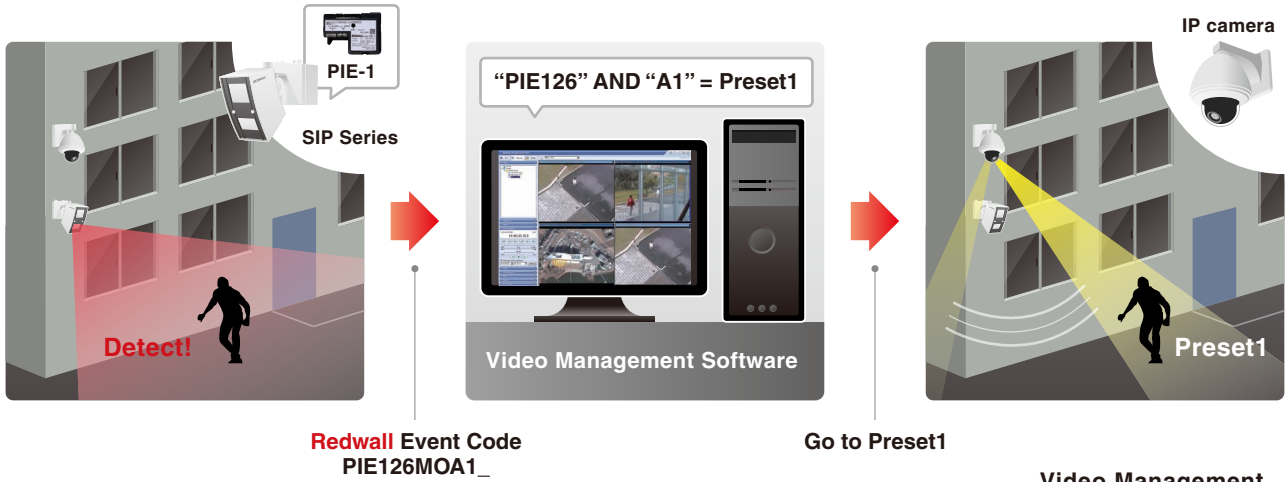 PIE-1
SIP Series
Detect!
Redwall Event Code
PIE126MOA1_
“PIE126” AND “A1” = Preset1
Video Management Software
Go to Preset1
IP camera
Preset1
Video Management